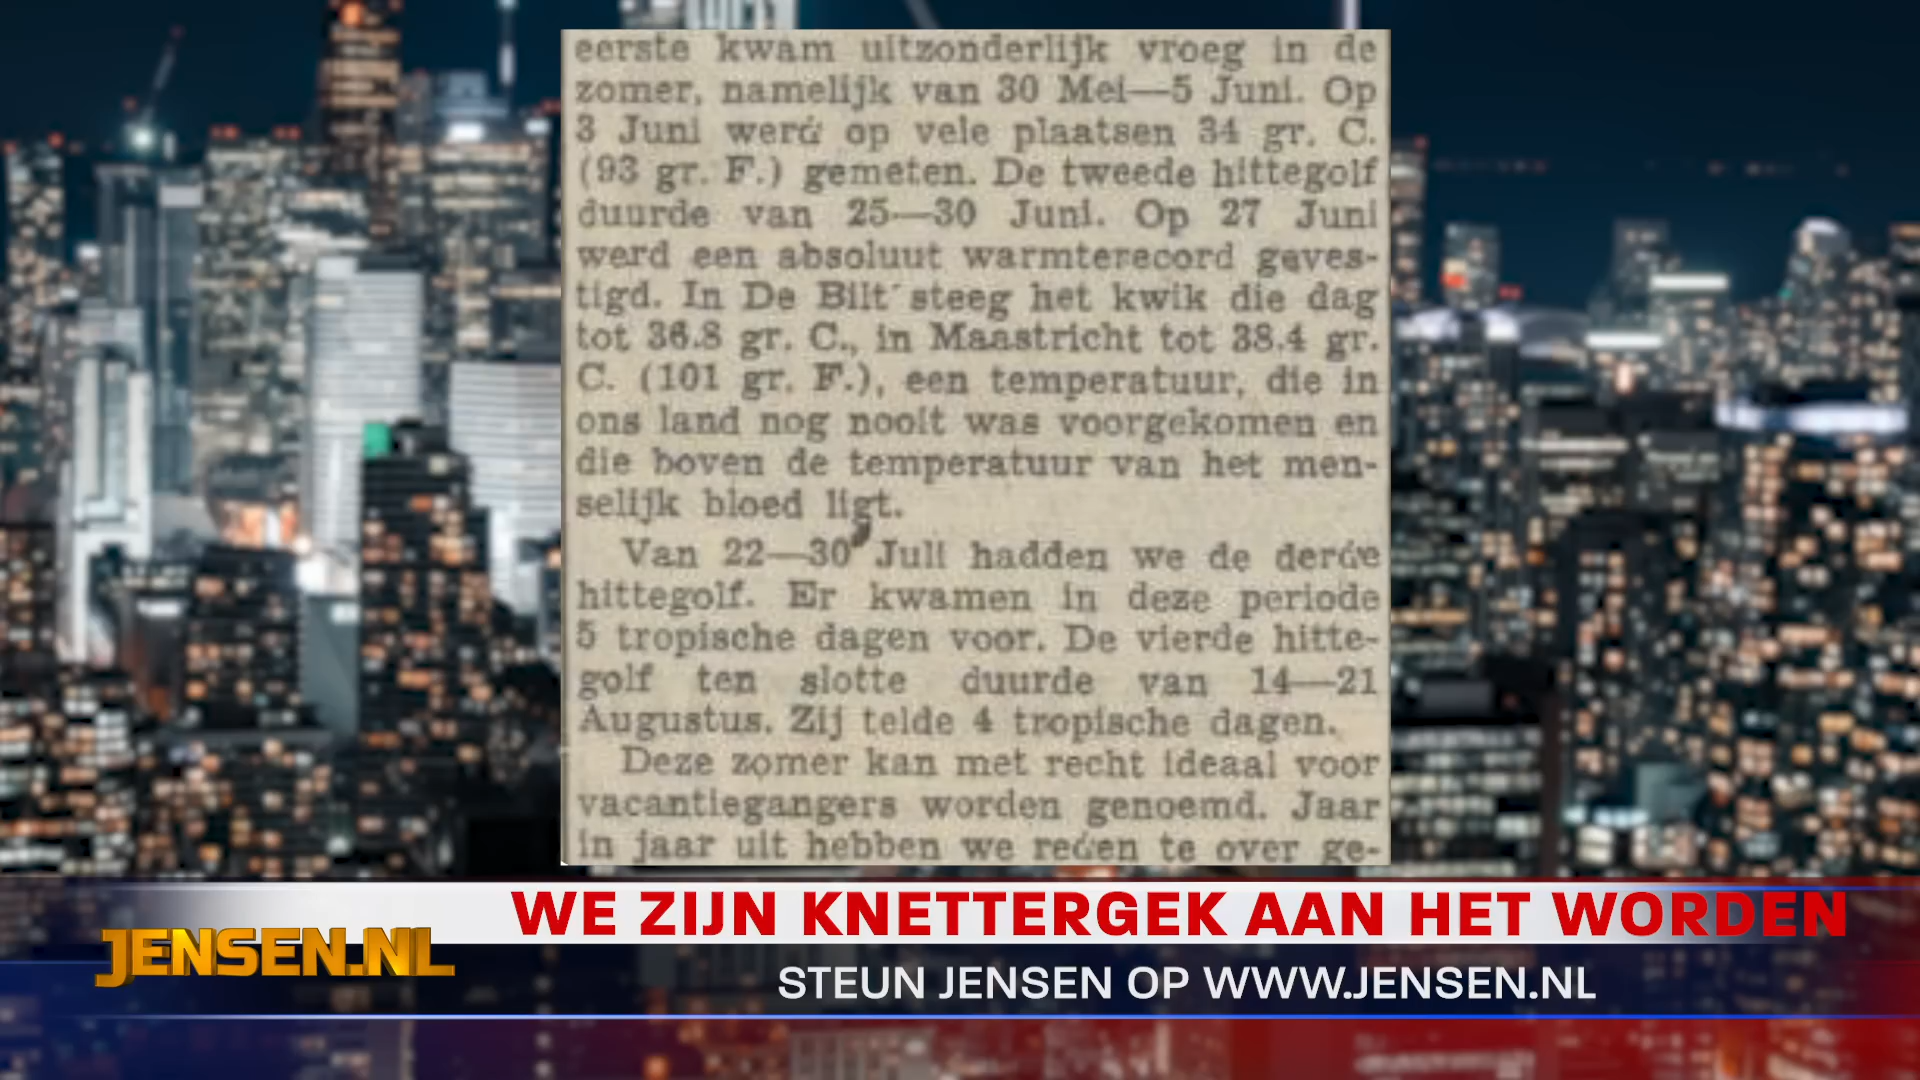 eerste kwam uitzonderlijk vroeg in de
zomer, namelijk van 30 Mei—5 Juni. Op
3 Juni werd op vele plaatsen 34 gr. C.
(93 gr. F.) gemeten. De tweede hittegolf
duurde van 25—30 Juni. Op 27 Juni
werd een absoluut warmterecord geves-
tigd. In De Bilt steeg het kwik die dag
tot 36.8 gr. C., in Maastricht tot 38.4 gr.
C. (101 gr. F.), een temperatuur, die in
ons land nog nooit was voorgekomen en
die boven de temperatuur van het men-
selijk bloed ligt.
Van 22—30 Juli hadden we de derde
hittegolf. Er kwamen in deze periode
5 tropische dagen voor. De vierde hitte-
golf ten slotte duurde van 14—21
Augustus. Zij telde 4 tropische dagen.
Deze zomer kan met recht ideaal voor
vacantiegangers worden genoemd. Jaar
in jaar uit hebben we reden te over ge-
WE ZIJN KNETTERGEK AAN HET WORDEN
JENSEN.NL
STEUN JENSEN OP WWW.JENSEN.NL